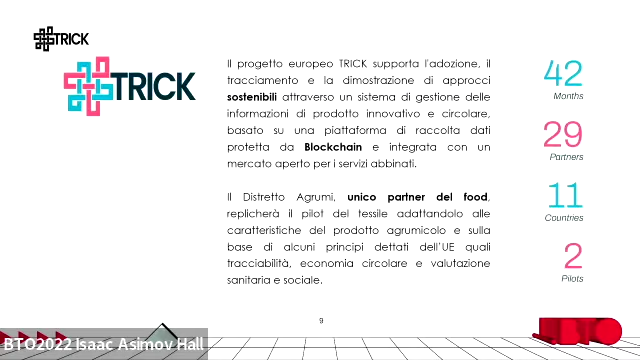 TRICK
TRICK
Il progetto europeo TRICK supporta l'adozione, il
tracciamento e la dimostrazione di approcci
sostenibili attraverso un sistema di gestione delle
informazioni di prodotto innovativo e circolare,
basato su una piattaforma di raccolta dati
protetta da Blockchain e integrata con un
mercato aperto per i servizi abbinati.
Il Distretto Agrumi, unico partner del food,
replicherà il pilot del tessile adattandolo alle
caratteristiche del prodotto agrumicolo e sulla
base di alcuni principi dettati dell'UE quali
tracciabilità, economia circolare e valutazione
sanitaria e sociale.
42
Months
29
Partners
11
Countries
2
Pilots
9
BTO2022 Isaac Asimov Hall
BTO